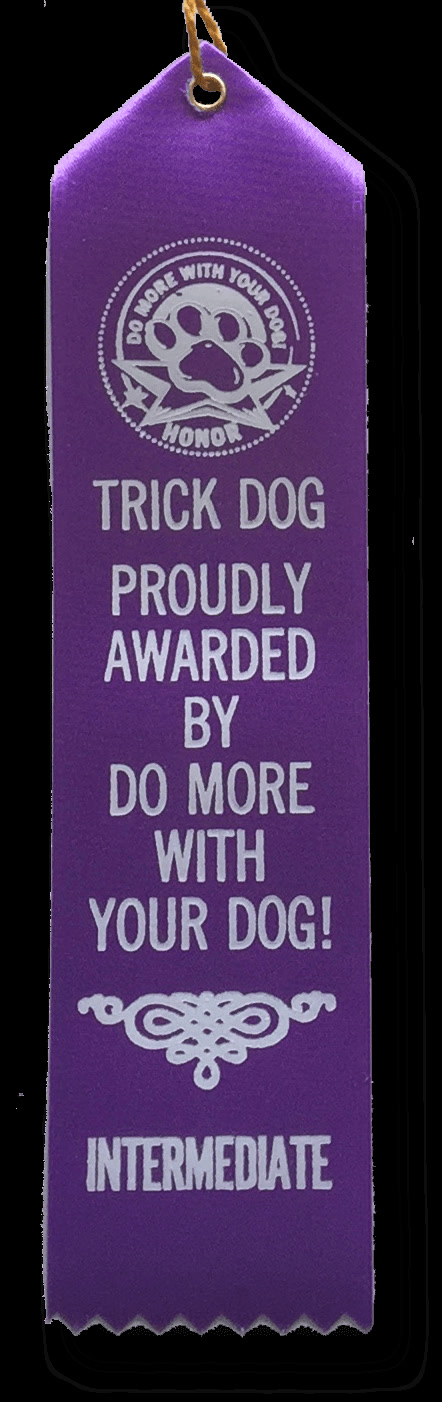 DO MORE WITH YOUR DOG!
HONOR
TRICK DOG
PROUDLY
AWARDED
BY
DO MORE
WITH
YOUR DOG!
INTERMEDIATE